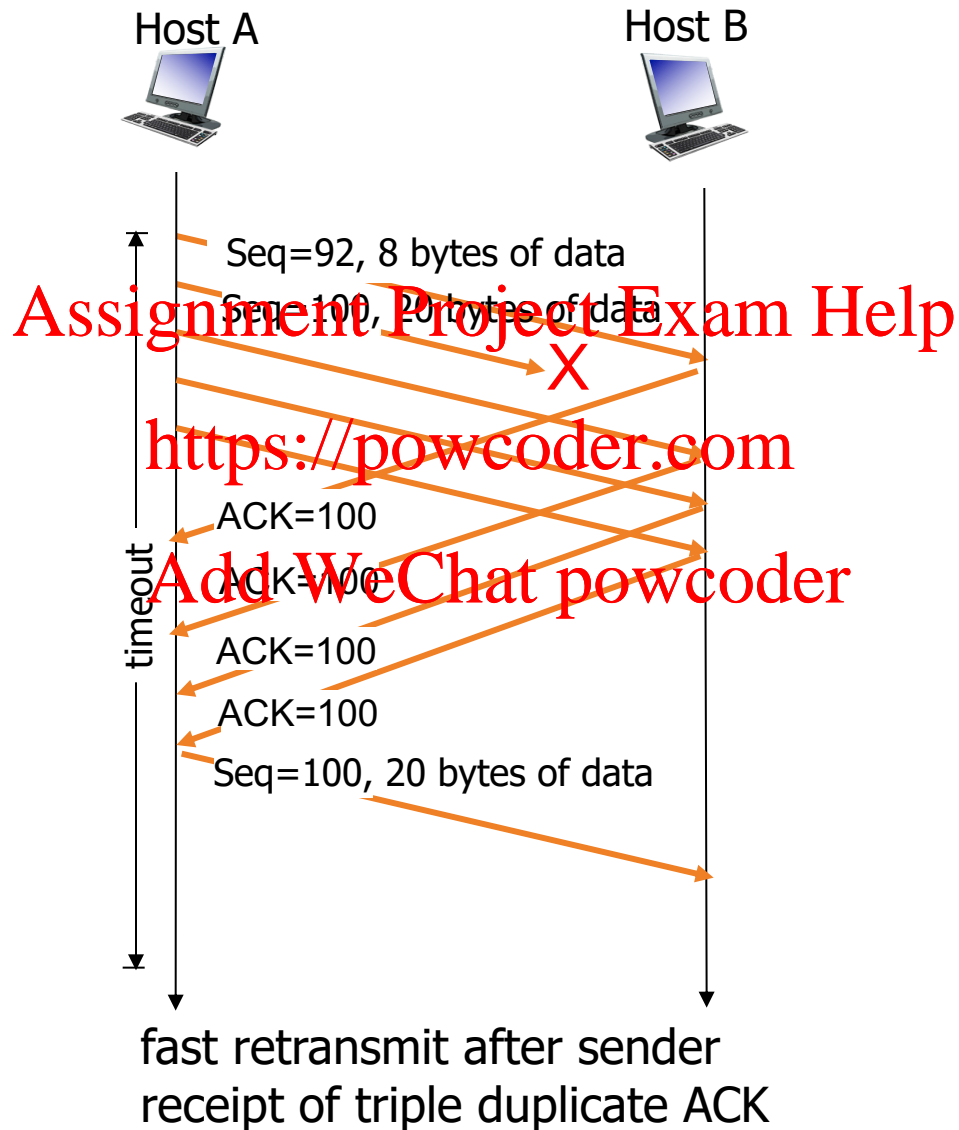 Host A
Host B
Seq=92, 8 bytes of data
Seq=100, 20 bytes of data
Assignment Project Exam Help
X
https://powcoder.com
ACK=100
timeout
ACK=100
Add WeChat powcoder
ACK=100
ACK=100
Seq=100, 20 bytes of data
fast retransmit after sender
receipt of triple duplicate ACK